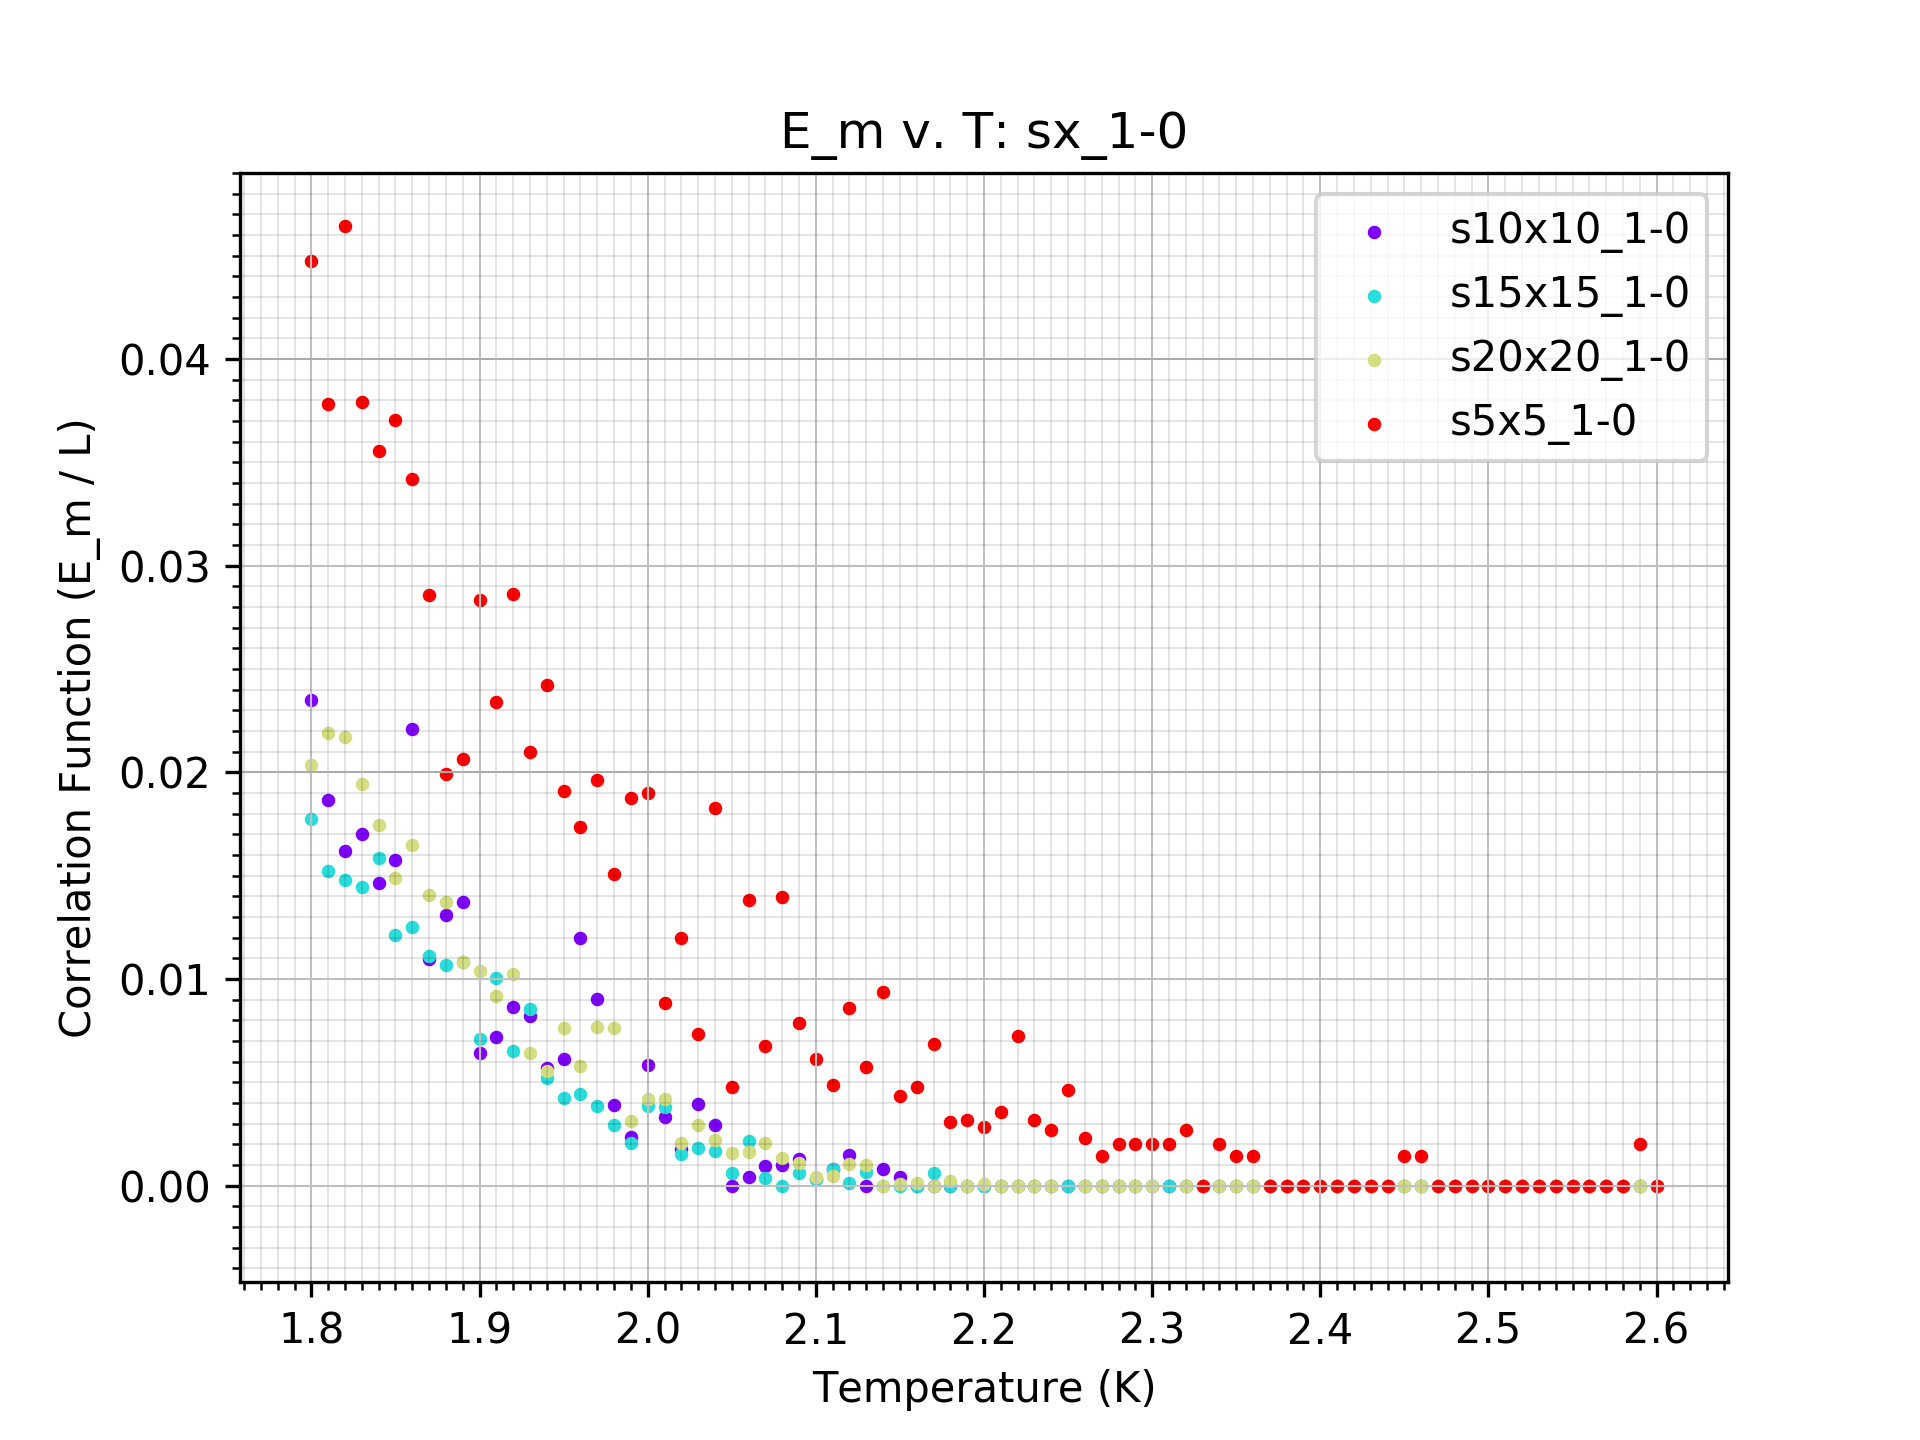 E_m v. T: sx_1-0
s10x10_1-0
s15x15_1-0
s20x20_1-0
s5x5_1-0
Correlation Function (E_m / L)
0.04
0.03
0.02
0.01
0.00
1.8 1.9 2.0 2.1 2.2 2.3 2.4 2.5 2.6
Temperature (K)